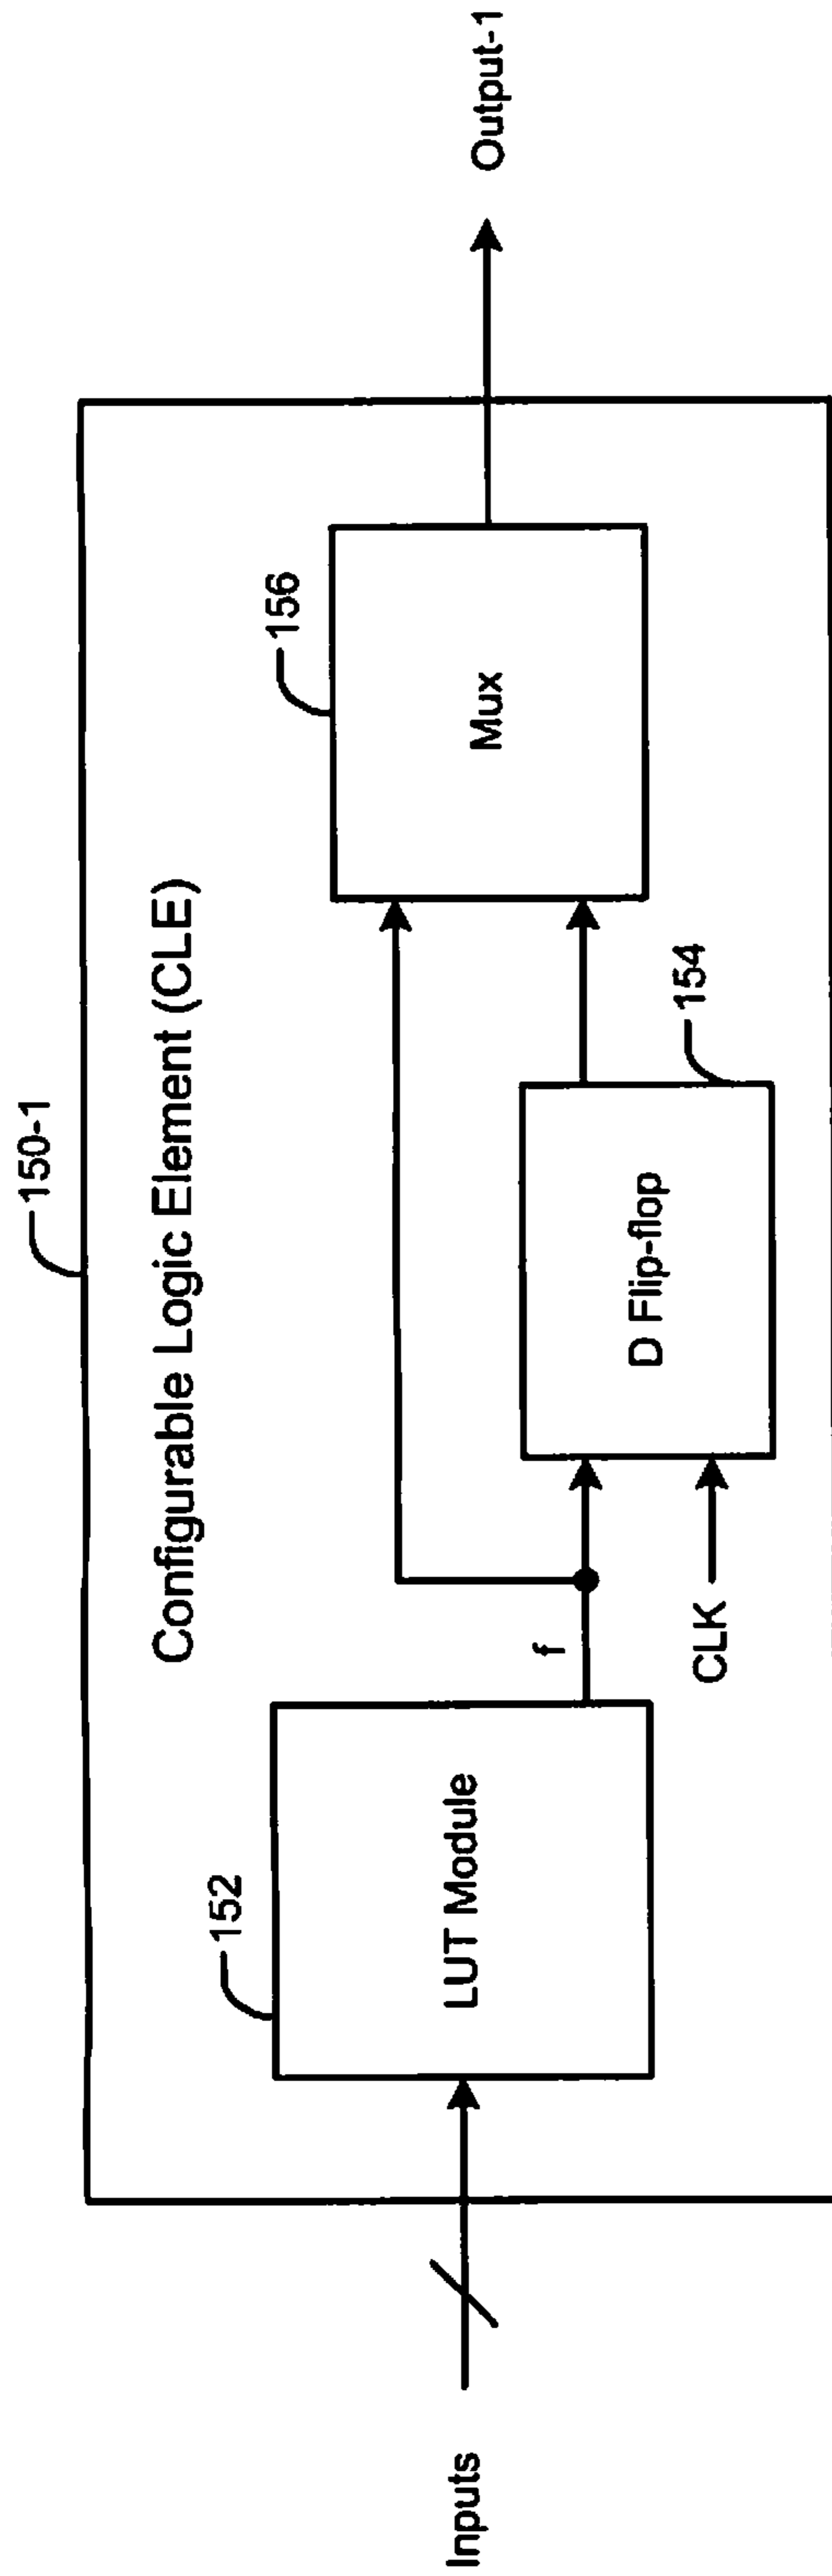 150-1
Configurable Logic Element (CLE)
152
156
LUT Module
Mux
Inputs
Output-1
f
D Flip-flop
CLK
154